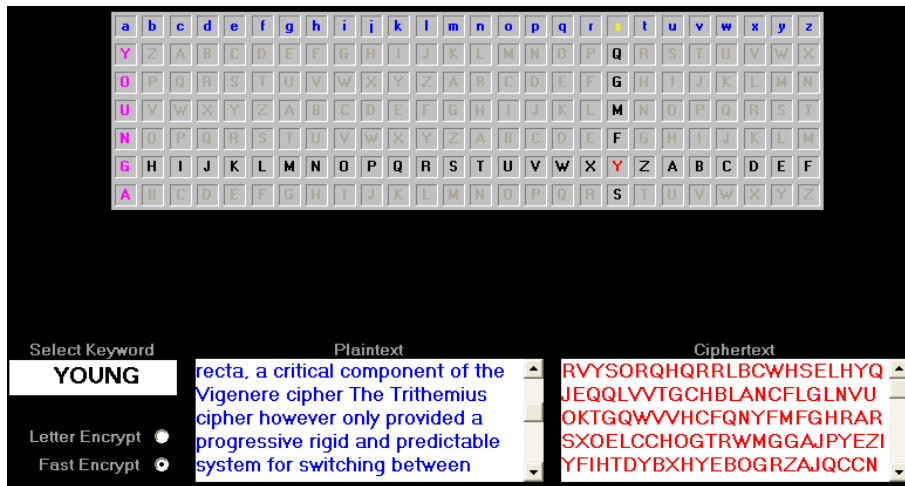 a b c d e f g h i j k l m n o p q r s t u v w x y z
Y Z A B C D E F G H I J K L M N O P Q R S T U V W X
O P Q R S T U V W X Y Z A B C D E F G H I J K L M N
U V W X Y Z A B C D E F G H I J K L M N O P Q R S T
N O P Q R S T U V W X Y Z A B C D E F G H I J K L M
G H I J K L M N O P Q R S T U V W X Y Z A B C D E F
A B C D E F G H I J K L M N O P Q R S T U V W X Y Z
Select Keyword
YOUNG
Letter Encrypt
Fast Encrypt
Plaintext
recta, a critical component of the
Vigenere cipher The Trithemius
cipher however only provided a
progressive rigid and predictable
system for switching between
Ciphertext
RVYSORQHQRRLBCWHSELHYQ
JEQQLVVTGCHBLANCFLGLNVU
OKTGQWVVHCFQNYFMFGHRAR
SXOELCCHOGTRWMGGAJPYEZI
YFIHTDYBXHYEBOGRZAJQCCN